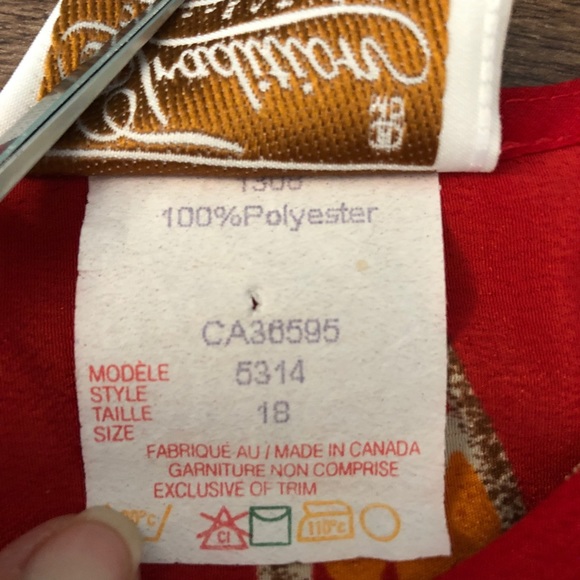 100%Polyester
CA36595
MODÈLE 5314
STYLE
TAILLE 18
SIZE
FABRIQUÉ AU / MADE IN CANADA
GARNITURE NON COMPRISE
EXCLUSIVE OF TRIM
Cl 110°c